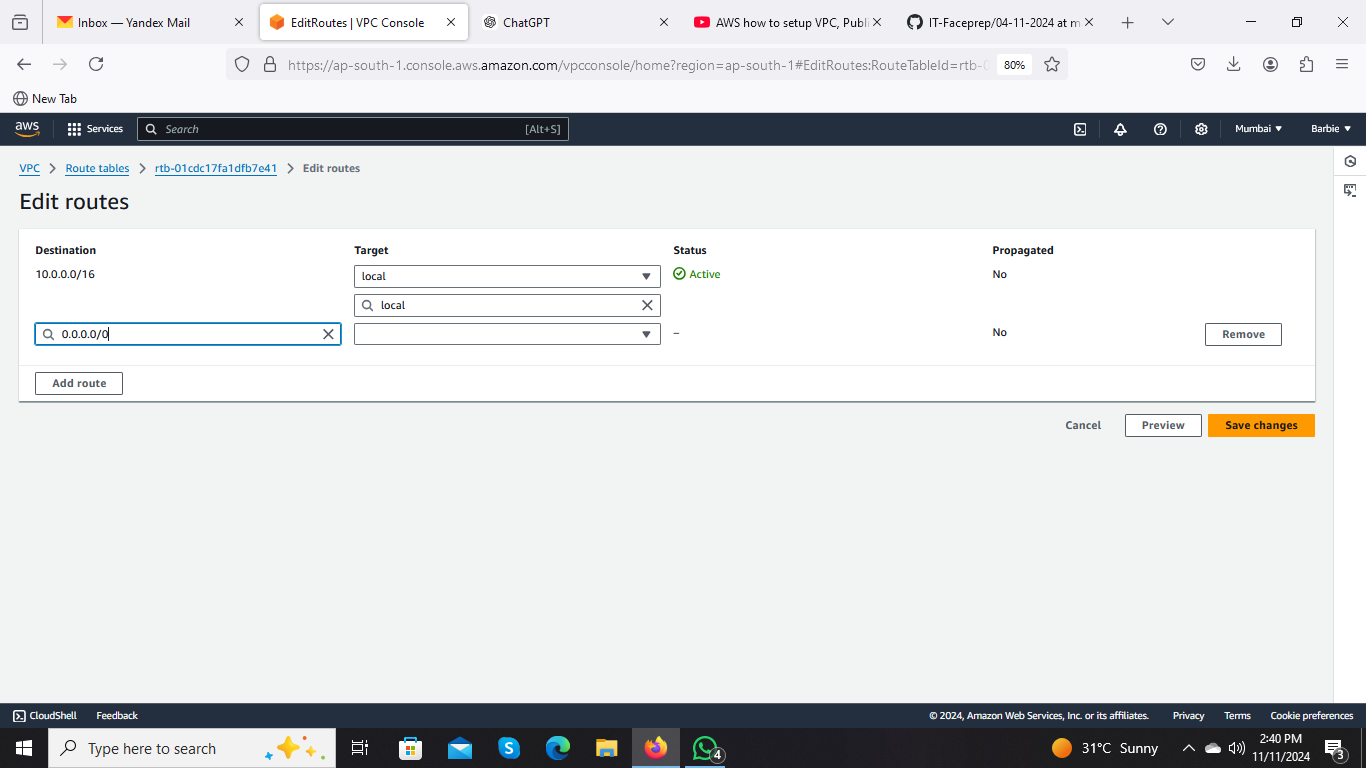 Inbox — Yandex Mail
EditRoutes | VPC Console
ChatGPT
AWS how to setup VPC, Publi
IT-Faceprep/04-11-2024 at m
https://ap-south-1.console.aws.amazon.com/vpcconsole/home?region=ap-south-1#EditRoutes:RouteTableId=rtb-0
80%
New Tab
aws
Services
Search
[Alt+S]
Mumbai
Barbie
VPC
Route tables
rtb-01cdc17fa1dfb7e41
Edit routes
Edit routes
Destination
Target
Status
Propagated
10.0.0.0/16
local
Active
No
local
0.0.0.0/0
–
No
Remove
Add route
Cancel
Preview
Save changes
CloudShell
Feedback
© 2024, Amazon Web Services, Inc. or its affiliates.
Privacy
Terms
Cookie preferences
Type here to search
4
31°C Sunny
2:40 PM
11/11/2024
3